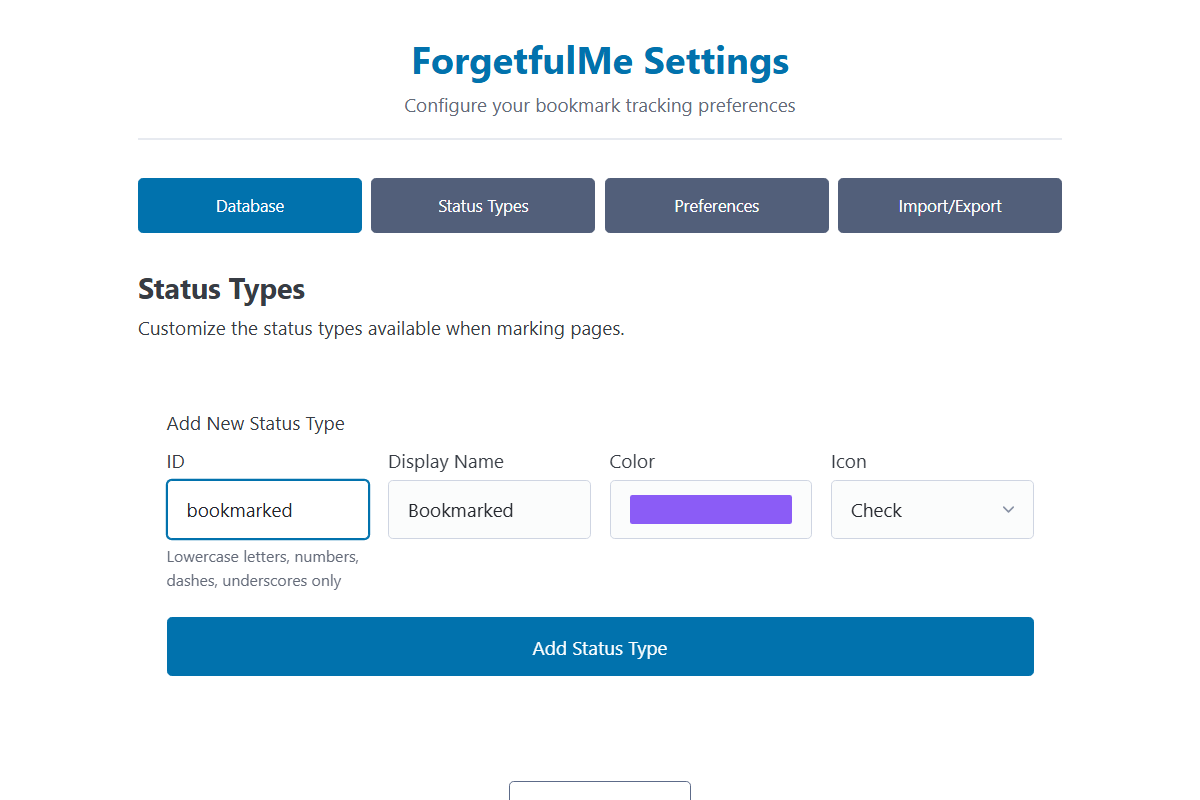 ForgetfulMe Settings
Configure your bookmark tracking preferences
Database
Status Types
Preferences
Import/Export
Status Types
Customize the status types available when marking pages.
Add New Status Type
ID
Display Name
Color
Icon
bookmarked
Bookmarked
Check
Lowercase letters, numbers,
dashes, underscores only
Add Status Type